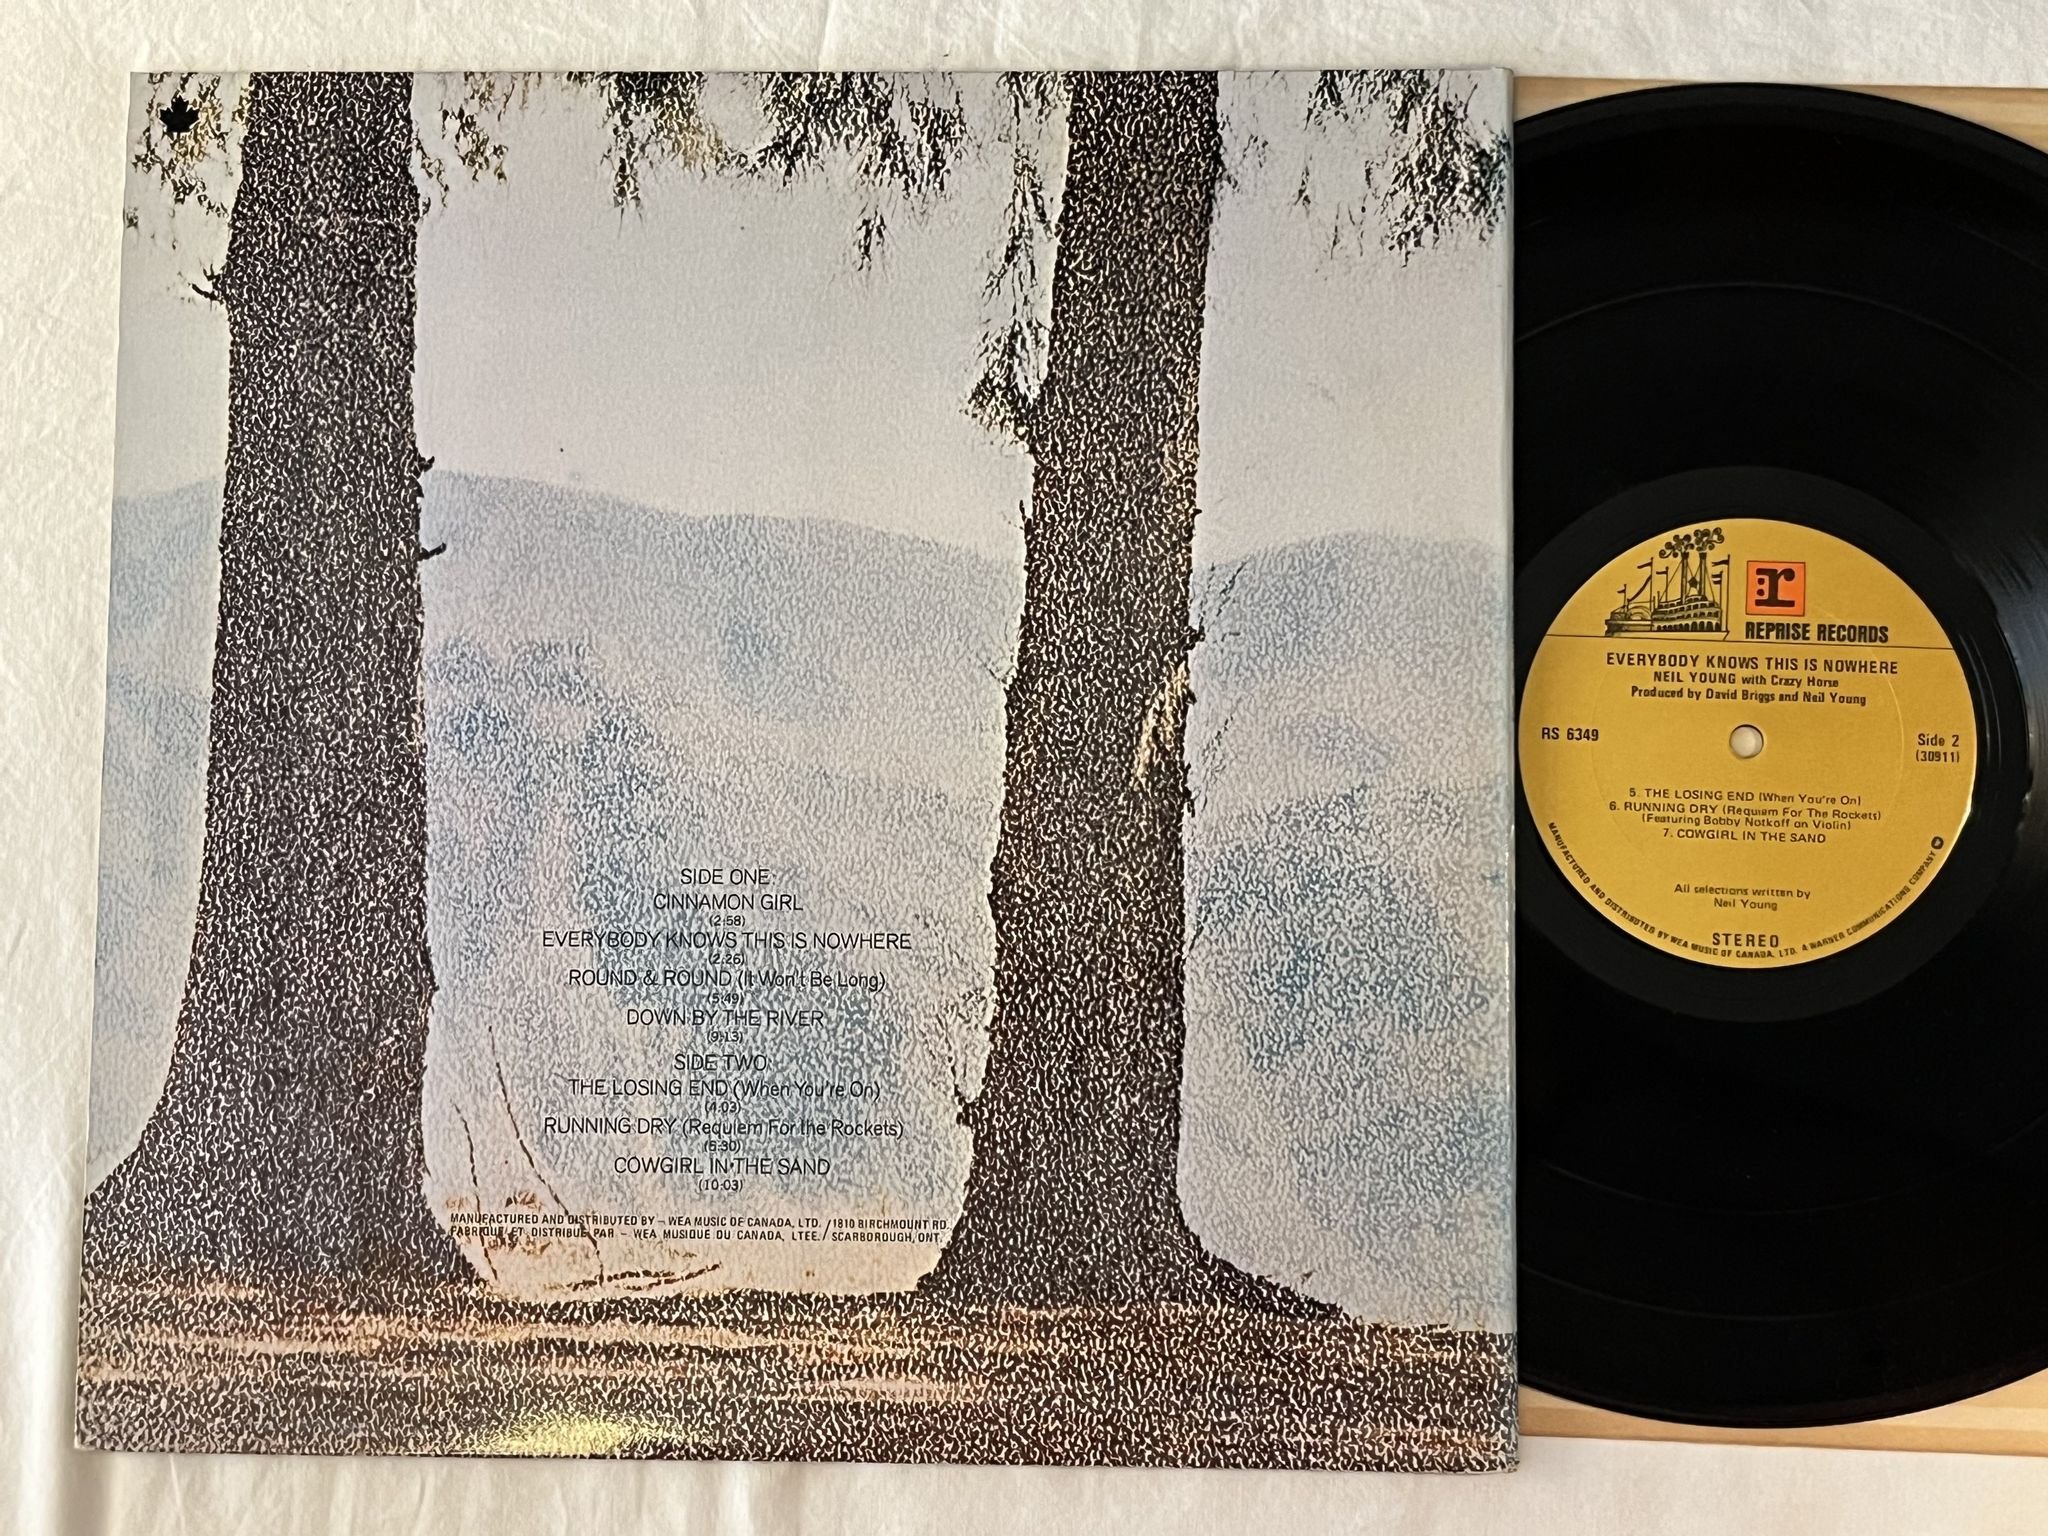 SIDE ONE
CINNAMON GIRL
(2:58)
EVERYBODY KNOWS THIS IS NOWHERE
(2:26)
ROUND & ROUND (It Won't Be Long)
(5:49)
DOWN BY THE RIVER
(9:13)
SIDE TWO
THE LOSING END (When You're On)
(4:03)
RUNNING DRY (Requiem For the Rockets)
(5:30)
COWGIRL IN THE SAND
(10:03)
MANUFACTURED AND DISTRIBUTED BY – WEA MUSIC OF CANADA, LTD. / 1810 BIRCHMOUNT RD.
FABRIQUE ET DISTRIBUE PAR – WEA MUSIQUE DU CANADA, LTEE. / SCARBOROUGH, ONT.
r
REPRISE RECORDS
EVERYBODY KNOWS THIS IS NOWHERE
NEIL YOUNG with Crazy Horse
Produced by David Briggs and Neil Young
RS 6349
Side 2
(30911)
5. THE LOSING END (When You're On)
6. RUNNING DRY (Requiem For The Rockets)
(Featuring Bobby Notkoff on Violin)
7. COWGIRL IN THE SAND
All selections written by
Neil Young
STEREO
MANUFACTURED AND DISTRIBUTED BY WEA MUSIC OF CANADA, LTD. A WARNER COMMUNICATIONS COMPANY